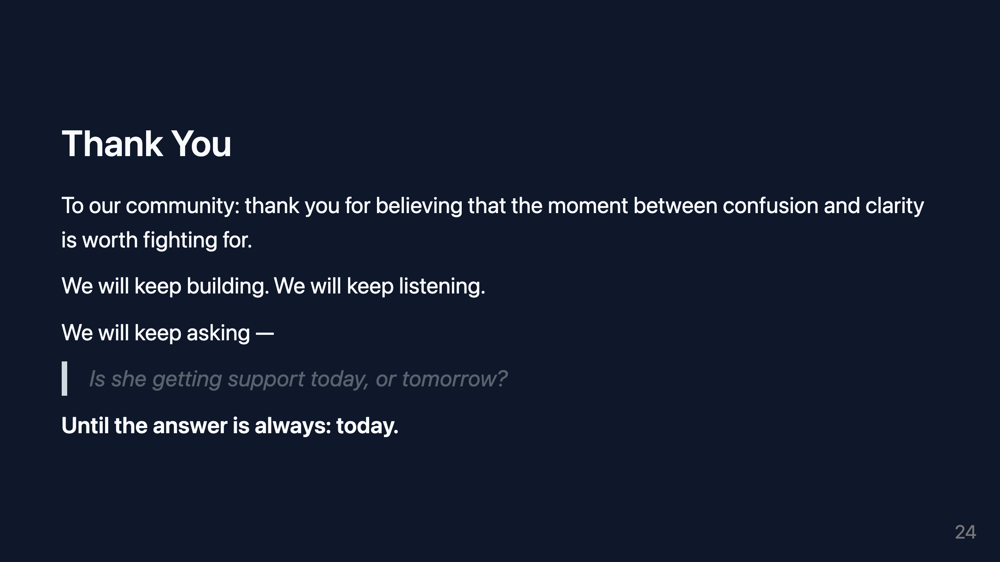 Thank You
To our community: thank you for believing that the moment between confusion and clarity
is worth fighting for.
We will keep building. We will keep listening.
We will keep asking —
Is she getting support today, or tomorrow?
Until the answer is always: today.
24